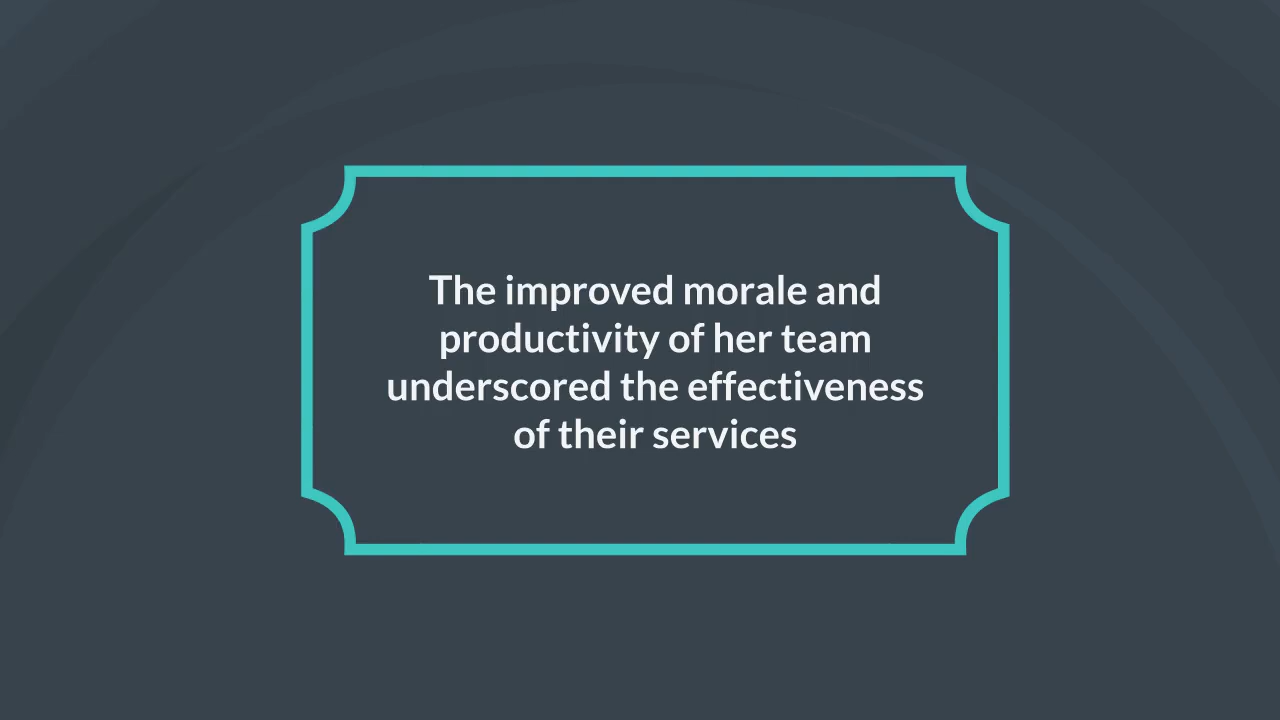 The improved morale and
productivity of her team
underscored the effectiveness
of their services